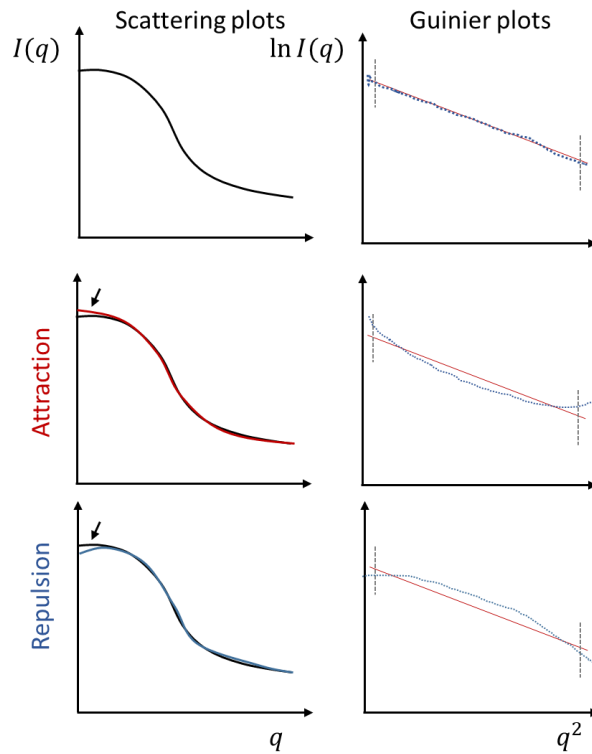 Scattering plots
Guinier plots
I(q)
ln I(q)
Attraction
Repulsion
q
q²